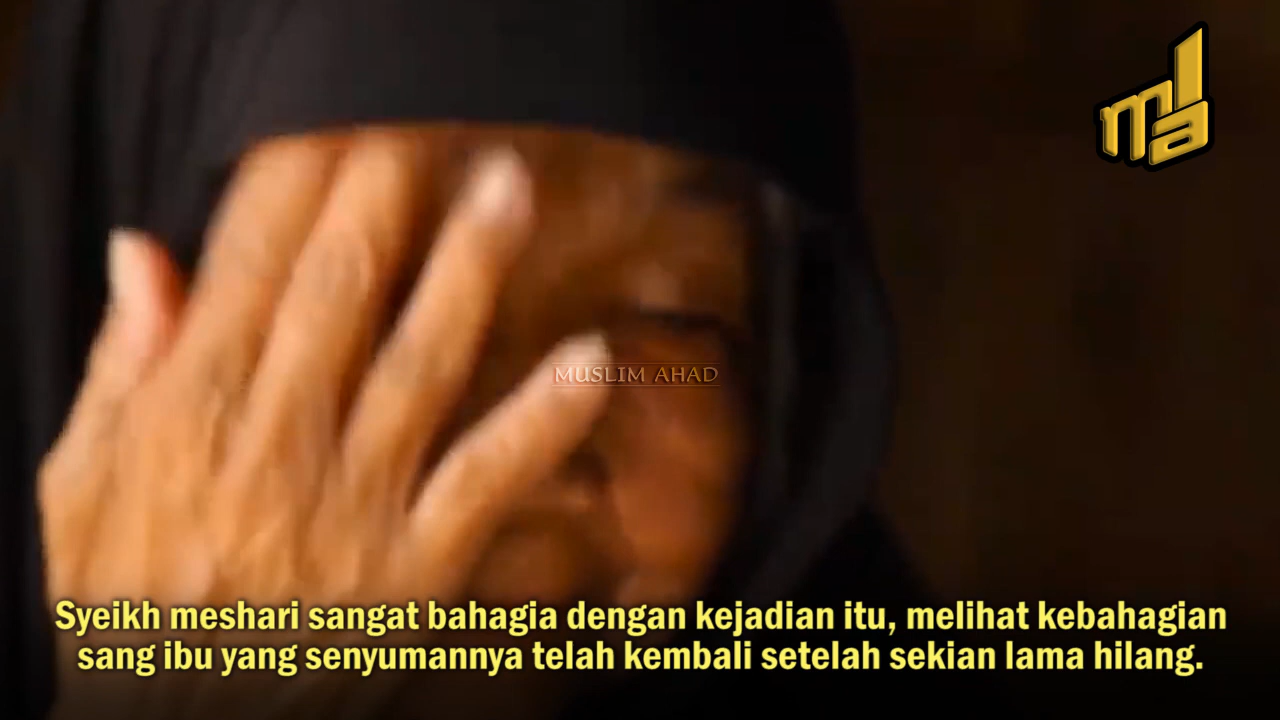 mla
MUSLIM AHAD
Syeikh meshari sangat bahagia dengan kejadian itu, melihat kebahagian
sang ibu yang senyumannya telah kembali setelah sekian lama hilang.